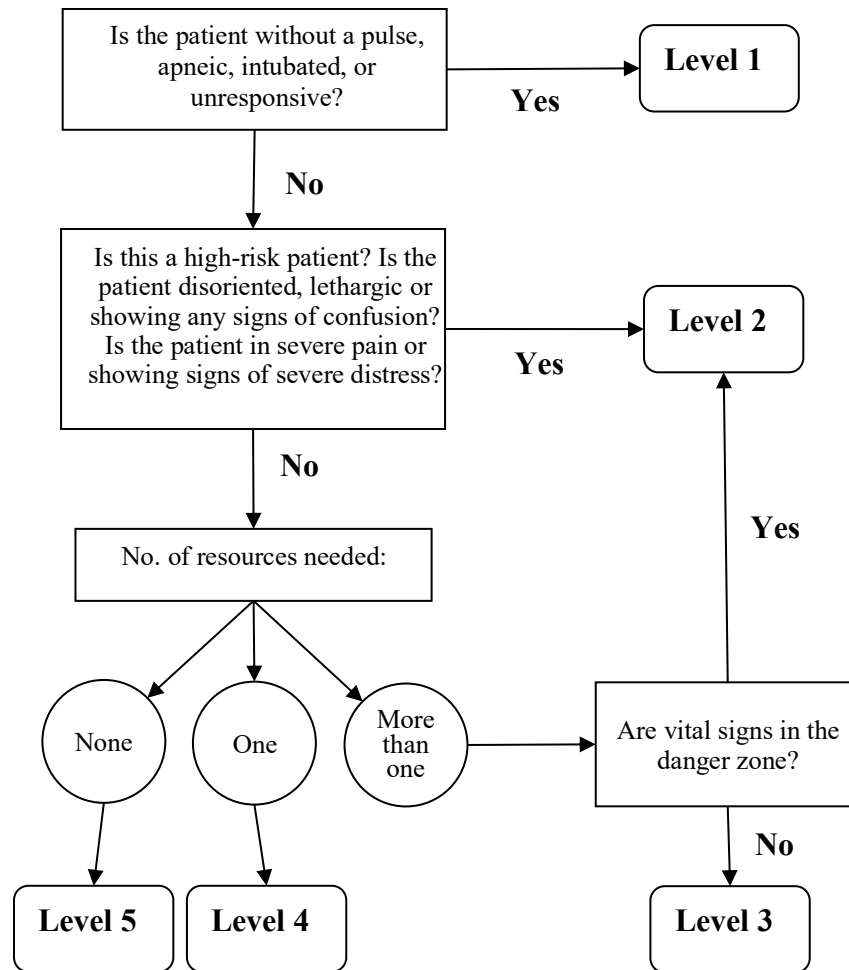 Is the patient without a pulse,
apneic, intubated, or
unresponsive?
Level 1
Yes
No
Is this a high-risk patient? Is the
patient disoriented, lethargic or
showing any signs of confusion?
Is the patient in severe pain or
showing signs of severe distress?
Level 2
Yes
No
Yes
No. of resources needed:
None
One
More
than
one
Are vital signs in the
danger zone?
No
Level 5
Level 4
Level 3